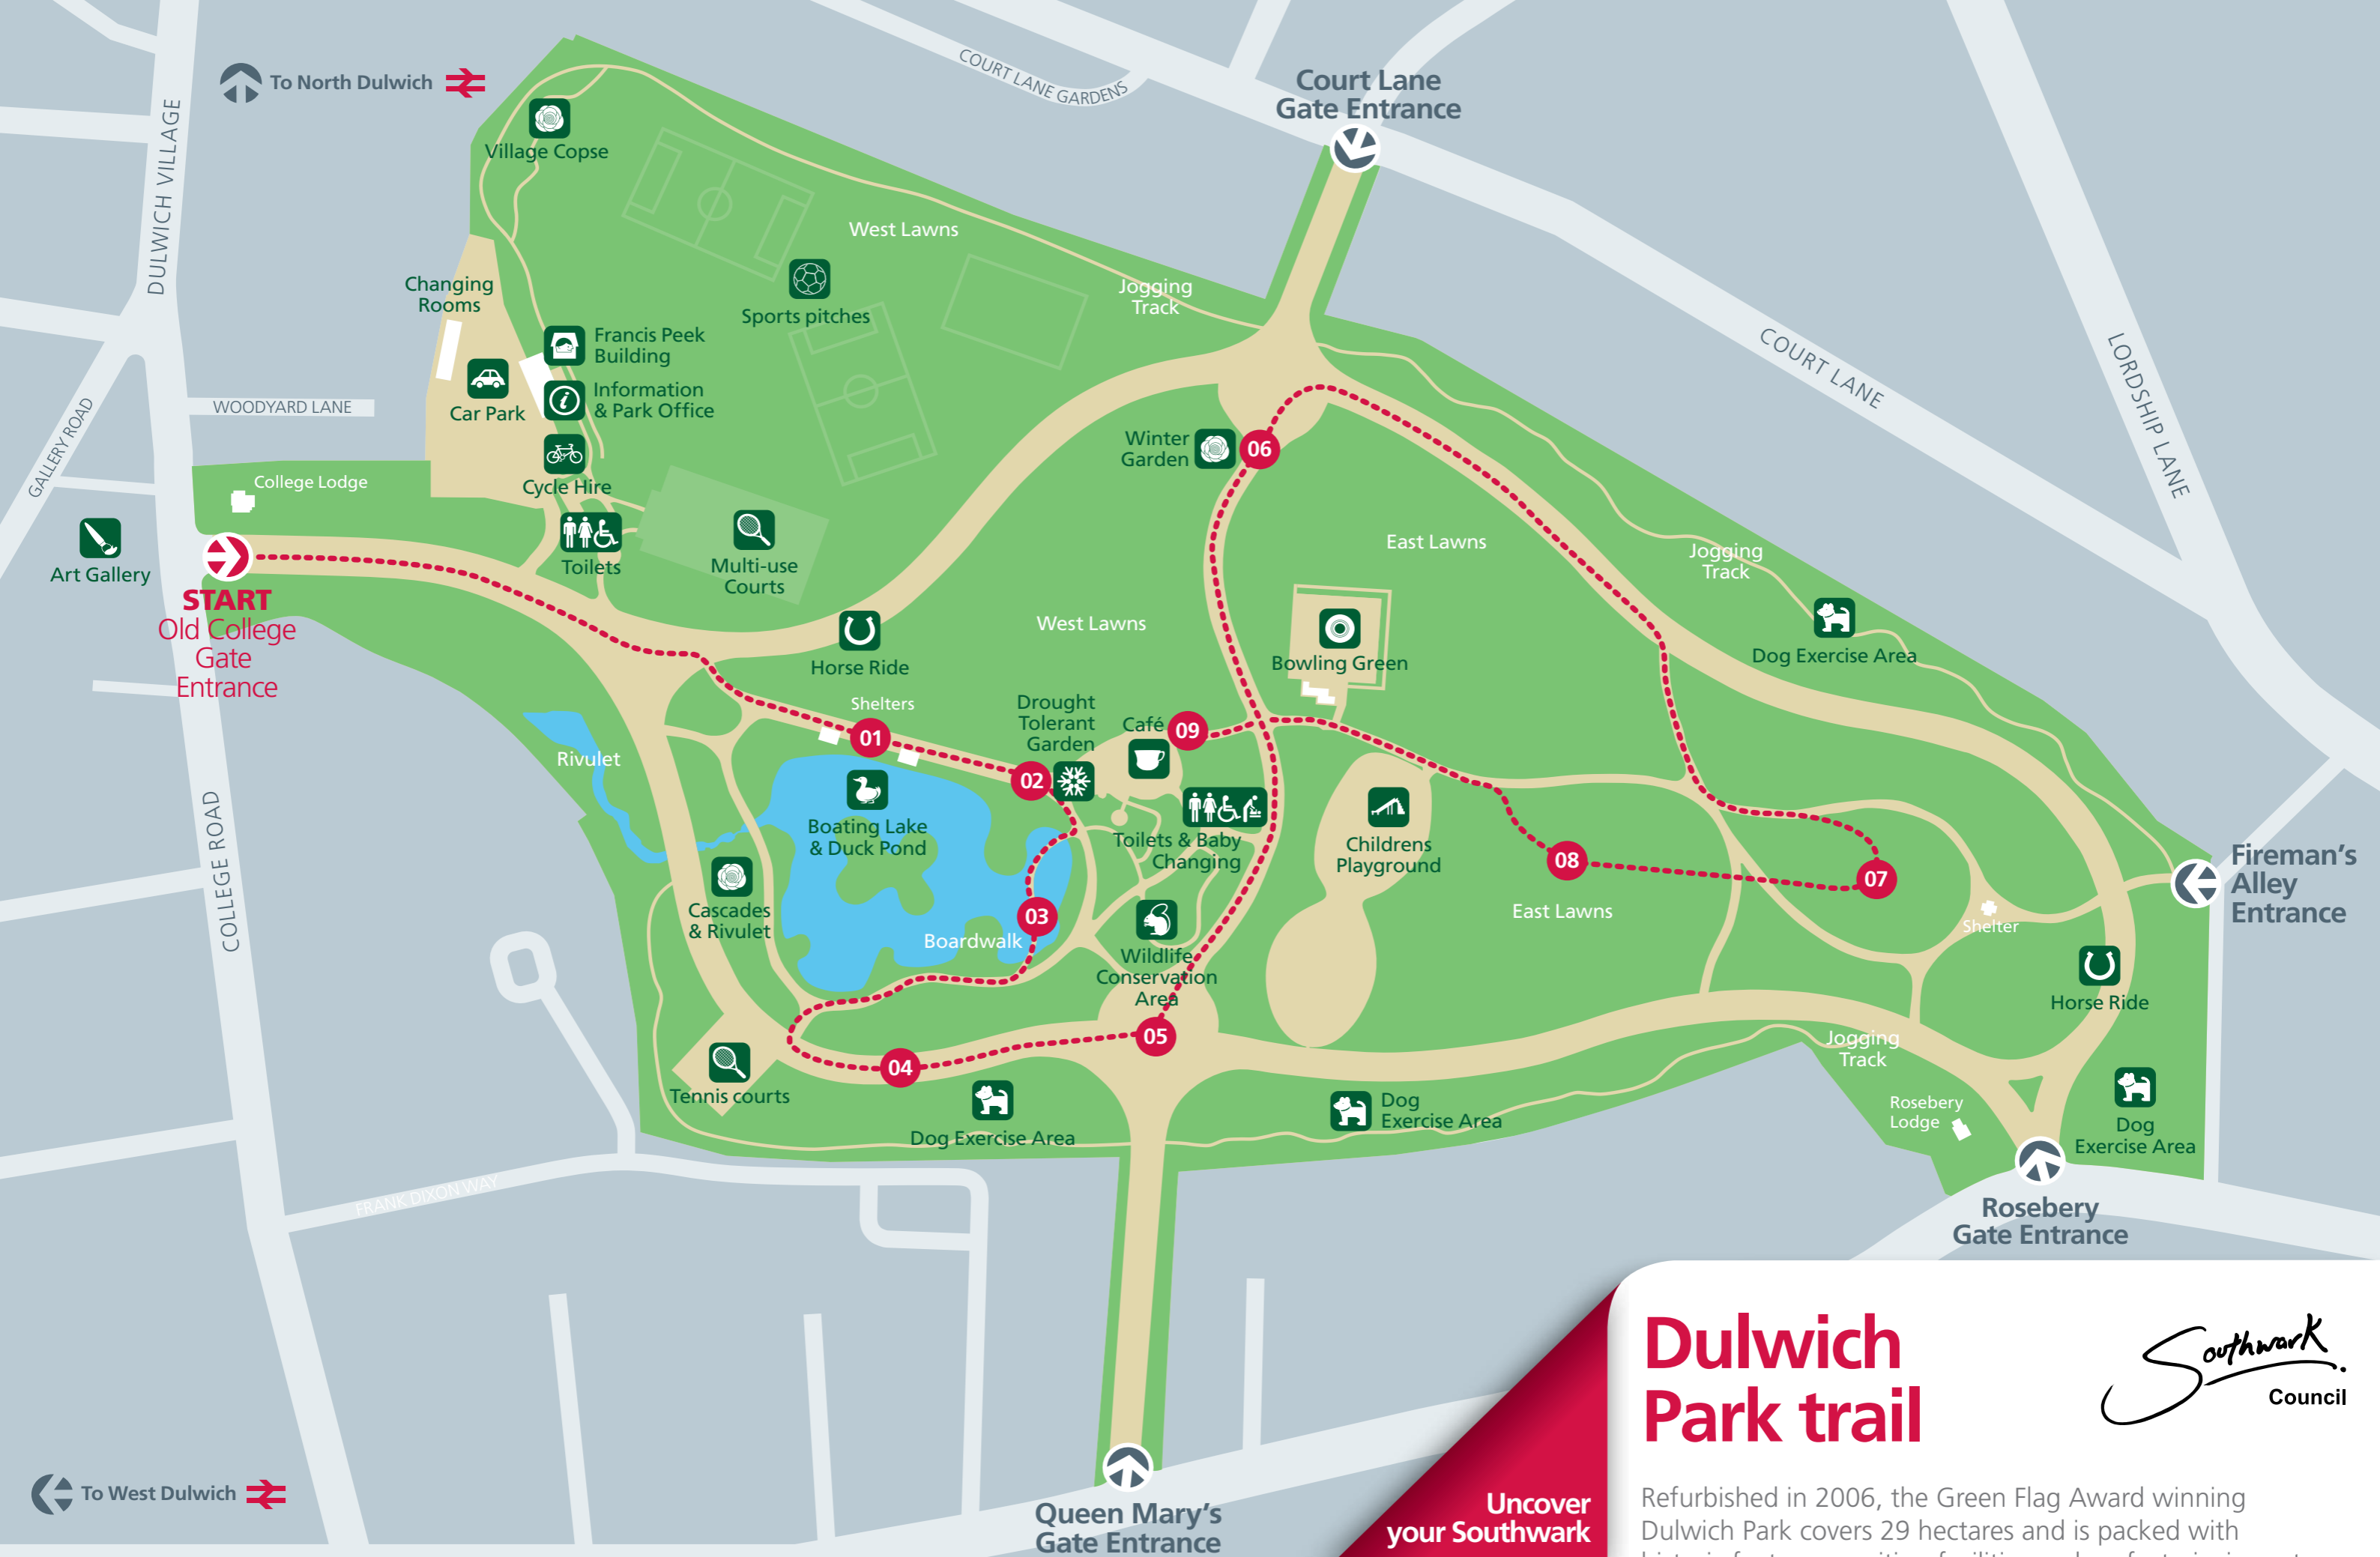 To North Dulwich
COURT LANE GARDENS
Court Lane
Gate Entrance
DULWICH VILLAGE
Village Copse
West Lawns
Changing
Rooms
Sports pitches
Jogging
Track
Francis Peek
Building
Information
& Park Office
Car Park
Cycle Hire
WOODYARD LANE
GALLERY ROAD
College Lodge
Art Gallery
START
Old College
Gate
Entrance
Toilets
Multi-use
Courts
Winter
Garden
06
COURT LANE
LORDSHIP LANE
East Lawns
Jogging
Track
Dog Exercise Area
Horse Ride
West Lawns
Bowling Green
Shelters
01
Drought
Tolerant
Garden
02
Café
09
Rivulet
Boating Lake
& Duck Pond
Toilets & Baby
Changing
Childrens
Playground
08
07
Fireman's
Alley
Entrance
COLLEGE ROAD
Cascades
& Rivulet
03
Boardwalk
Wildlife
Conservation
Area
East Lawns
Shelter
Horse Ride
05
04
Tennis courts
Dog Exercise Area
Dog
Exercise Area
Jogging
Track
Rosebery
Lodge
Dog
Exercise Area
Rosebery
Gate Entrance
FRANK DIXON WAY
To West Dulwich
Queen Mary's
Gate Entrance
Uncover
your Southwark
Dulwich
Park trail
Southwark
Council
Refurbished in 2006, the Green Flag Award winning
Dulwich Park covers 29 hectares and is packed with